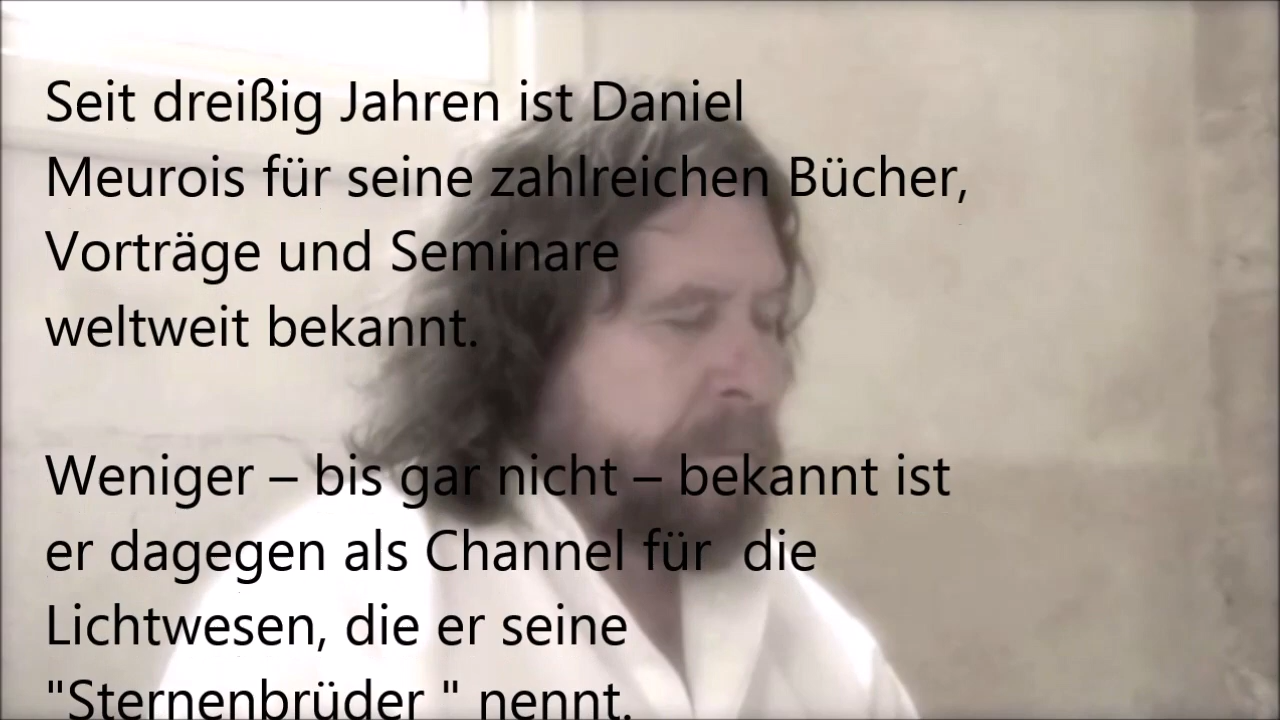 Seit dreißig Jahren ist Daniel
Meurois für seine zahlreichen Bücher,
Vorträge und Seminare
weltweit bekannt.
Weniger – bis gar nicht – bekannt ist
er dagegen als Channel für  die
Lichtwesen, die er seine
"Sternenbrüder " nennt.